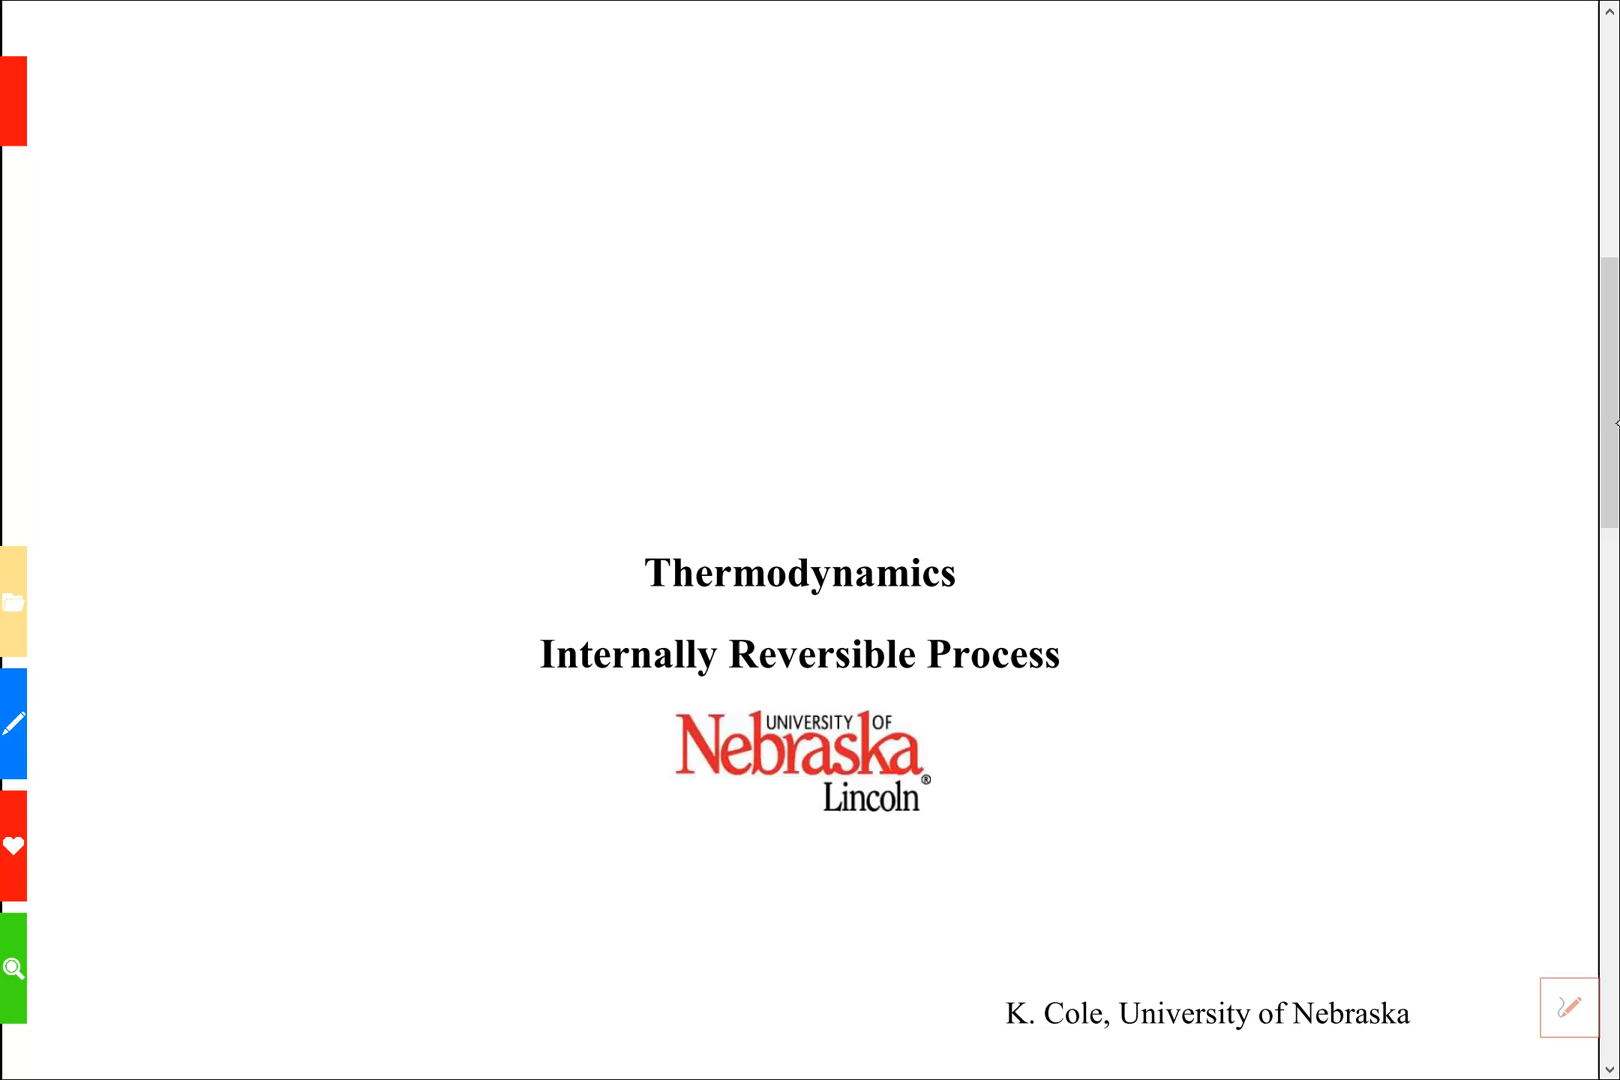 Thermodynamics
Internally Reversible Process
UNIVERSITY OF
Nebraska
Lincoln®
K. Cole, University of Nebraska